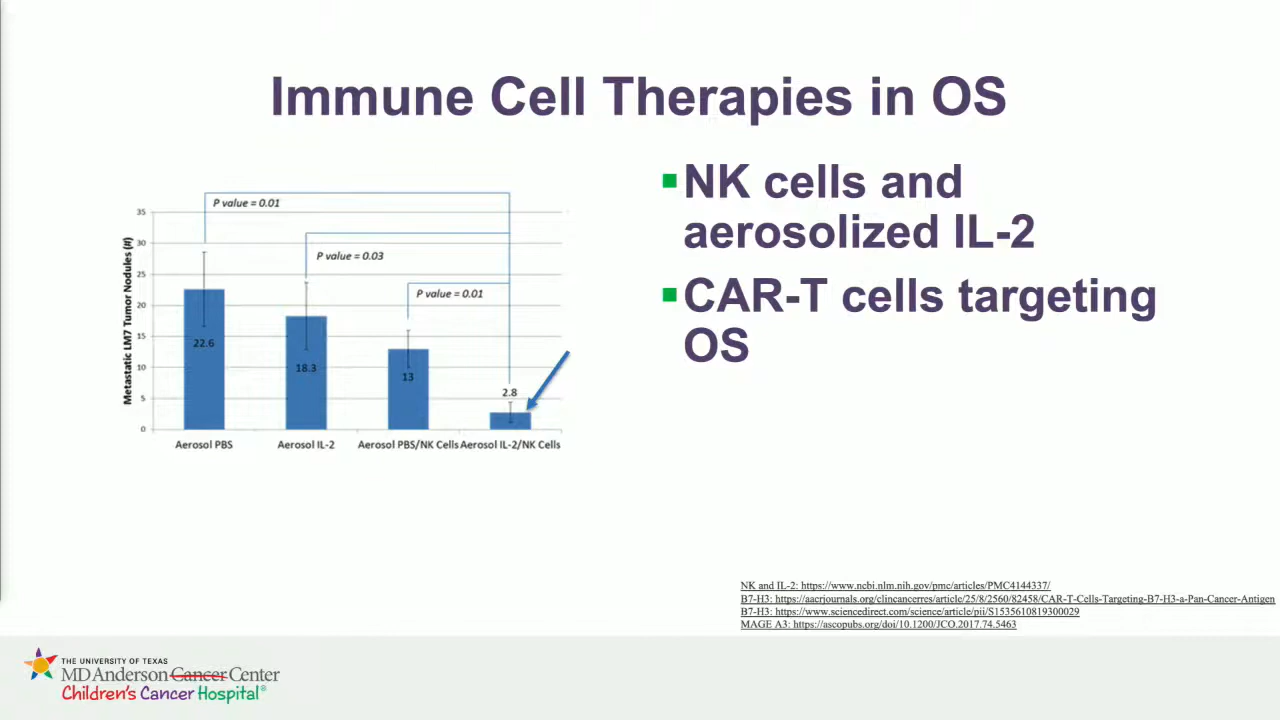 Immune Cell Therapies in OS
P value = 0.01
P value = 0.03
P value = 0.01
Metastatic LM7 Tumor Nodules (#)
35
30
25
20
15
10
5
0
22.6
18.3
13
2.8
Aerosol PBS
Aerosol IL-2
Aerosol PBS/NK Cells
Aerosol IL-2/NK Cells
▪NK cells and
aerosolized IL-2
▪CAR-T cells targeting
OS
NK and IL-2: https://www.ncbi.nlm.nih.gov/pmc/articles/PMC4144337/
B7-H3: https://aacrjournals.org/clincancerres/article/25/8/2560/82458/CAR-T-Cells-Targeting-B7-H3-a-Pan-Cancer-Antigen
B7-H3: https://www.sciencedirect.com/science/article/pii/S1535610819300029
MAGE A3: https://ascopubs.org/doi/10.1200/JCO.2017.74.5463
THE UNIVERSITY OF TEXAS
MD Anderson Cancer Center
Children's Cancer Hospital®